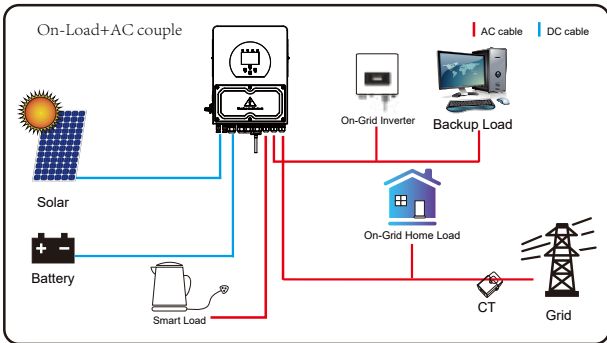 On-Load+AC couple
AC cable
DC cable
On-Grid Inverter
Backup Load
Solar
On-Grid Home Load
Battery
Smart Load
CT
Grid